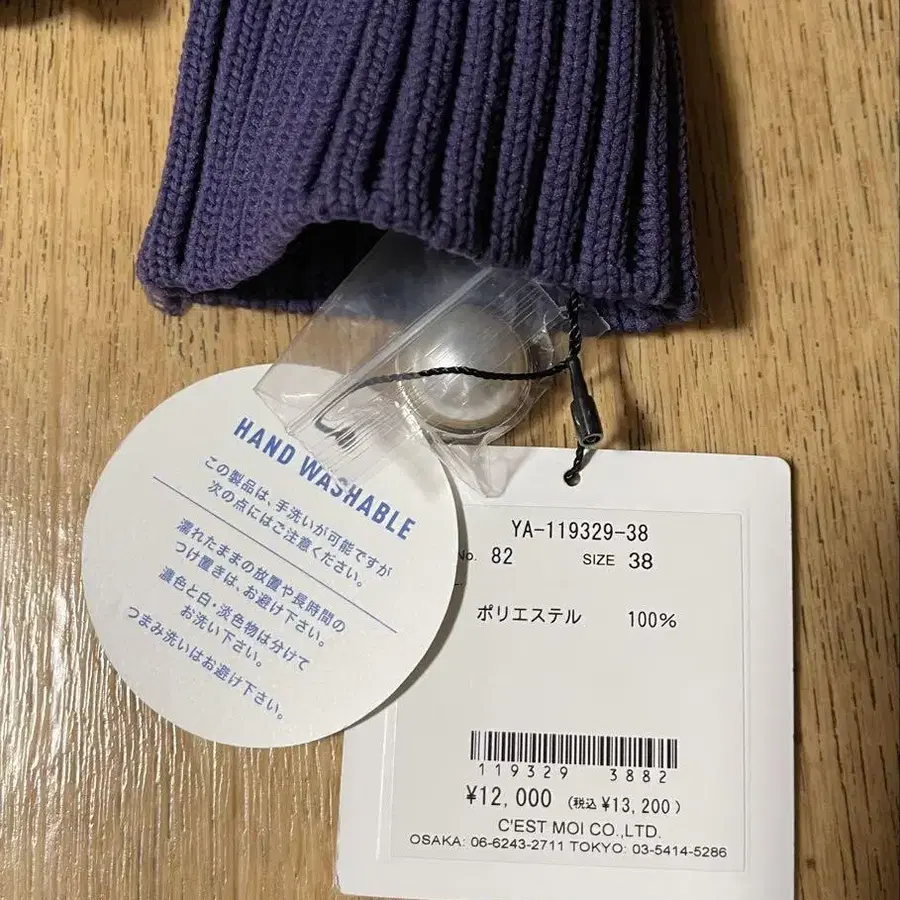 HAND WASHABLE
この製品は、手洗いが可能ですが
次の点にはご注意ください。
濡れたままの放置や長時間の
つけ置きは、お避け下さい。
濃色と白・淡色物は分けて
お洗い下さい。
つまみ洗いはお避け下さい。
YA-119329-38
No. 82 SIZE 38
ポリエステル 100%
119329 3882
¥12,000 (税込 ¥13,200)
C'EST MOI CO.,LTD.
OSAKA: 06-6243-2711 TOKYO: 03-5414-5286